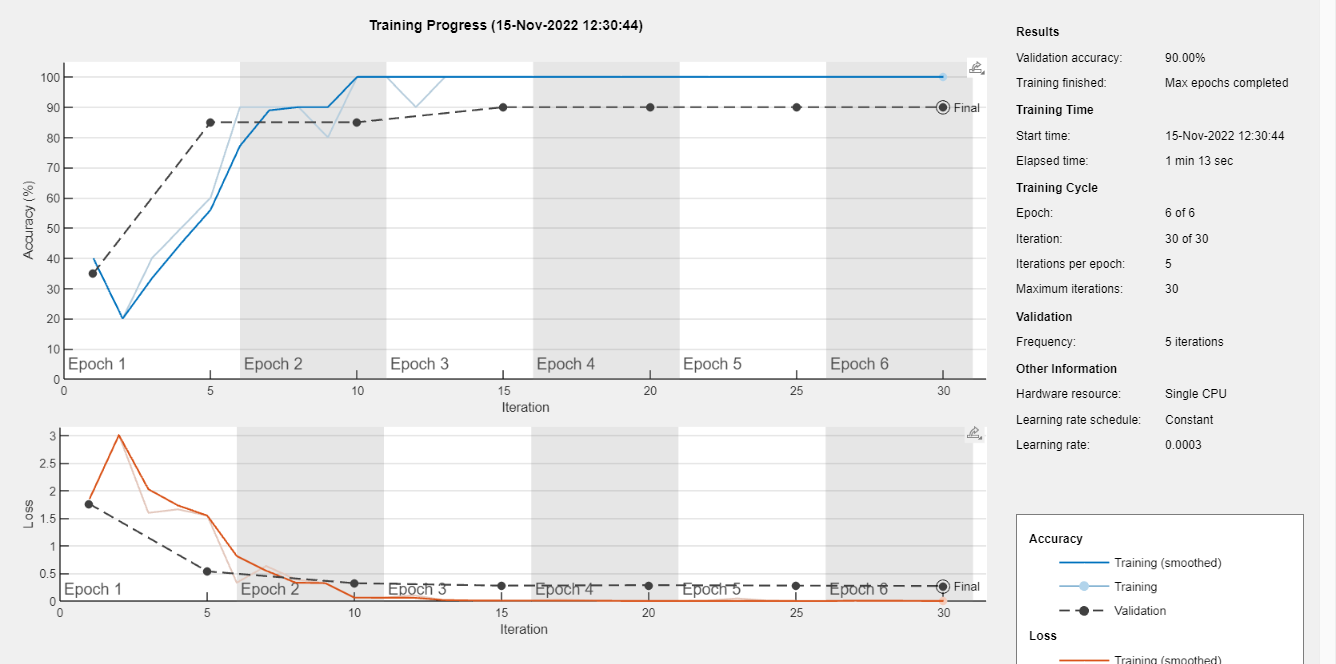 Training Progress (15-Nov-2022 12:30:44)
Accuracy (%)
100
90
80
70
60
50
40
30
20
10
0
Final
Epoch 1
Epoch 2
Epoch 3
Epoch 4
Epoch 5
Epoch 6
0
5
10
15
20
25
30
Iteration
Loss
3
2.5
2
1.5
1
0.5
0
Final
Epoch 1
Epoch 2
Epoch 3
Epoch 4
Epoch 5
Epoch 6
0
5
10
15
20
25
30
Iteration
Results
Validation accuracy: 90.00%
Training finished: Max epochs completed
Training Time
Start time: 15-Nov-2022 12:30:44
Elapsed time: 1 min 13 sec
Training Cycle
Epoch: 6 of 6
Iteration: 30 of 30
Iterations per epoch: 5
Maximum iterations: 30
Validation
Frequency: 5 iterations
Other Information
Hardware resource: Single CPU
Learning rate schedule: Constant
Learning rate: 0.0003
Accuracy
Training (smoothed)
Training
Validation
Loss
Training (smoothed)